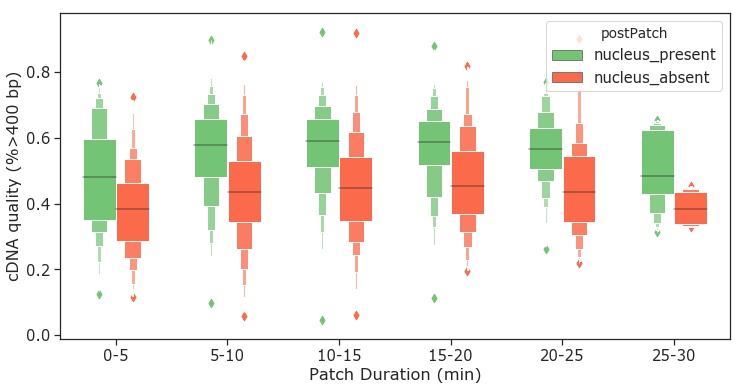 postPatch
nucleus_present
nucleus_absent
cDNA quality (%>400 bp)
0.8
0.6
0.4
0.2
0.0
0-5 5-10 10-15 15-20 20-25 25-30
Patch Duration (min)